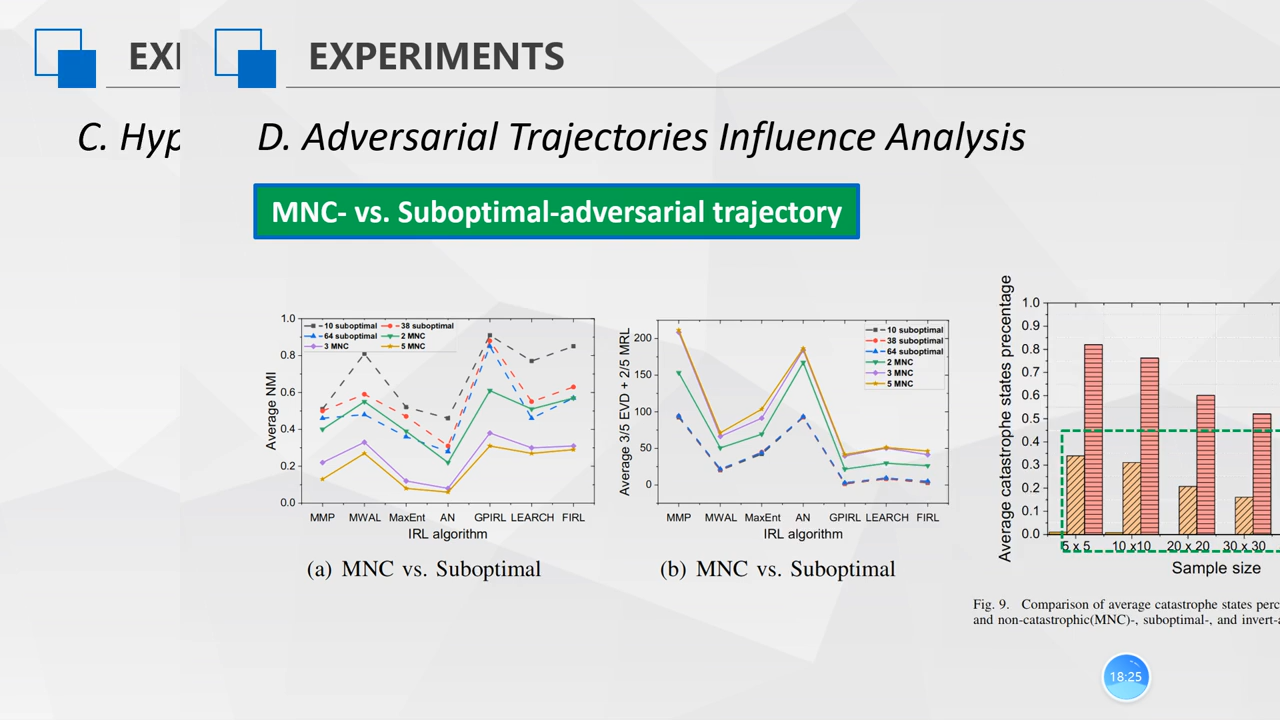 EXI
EXPERIMENTS
C. Hyp
D. Adversarial Trajectories Influence Analysis
MNC- vs. Suboptimal-adversarial trajectory
1.0
0.8
0.6
0.4
0.2
0.0
Average NMI
10 suboptimal 38 suboptimal
64 suboptimal 2 MNC
3 MNC 5 MNC
MMP MWAL MaxEnt AN GPIRL LEARCH FIRL
IRL algorithm
(a) MNC vs. Suboptimal
200
150
100
50
0
Average 3/5 EVD + 2/5 MRL
10 suboptimal
38 suboptimal
64 suboptimal
2 MNC
3 MNC
5 MNC
MMP MWAL MaxEnt AN GPIRL LEARCH FIRL
IRL algorithm
(b) MNC vs. Suboptimal
Average catastrophe states precentage
1.0
0.9
0.8
0.7
0.6
0.5
0.4
0.3
0.2
0.1
0.0
5 x 5 10 x10 20 x 20 30 x 30
Sample size
Fig. 9. Comparison of average catastrophe states perc
and non-catastrophic(MNC)-, suboptimal-, and invert-a
18:25